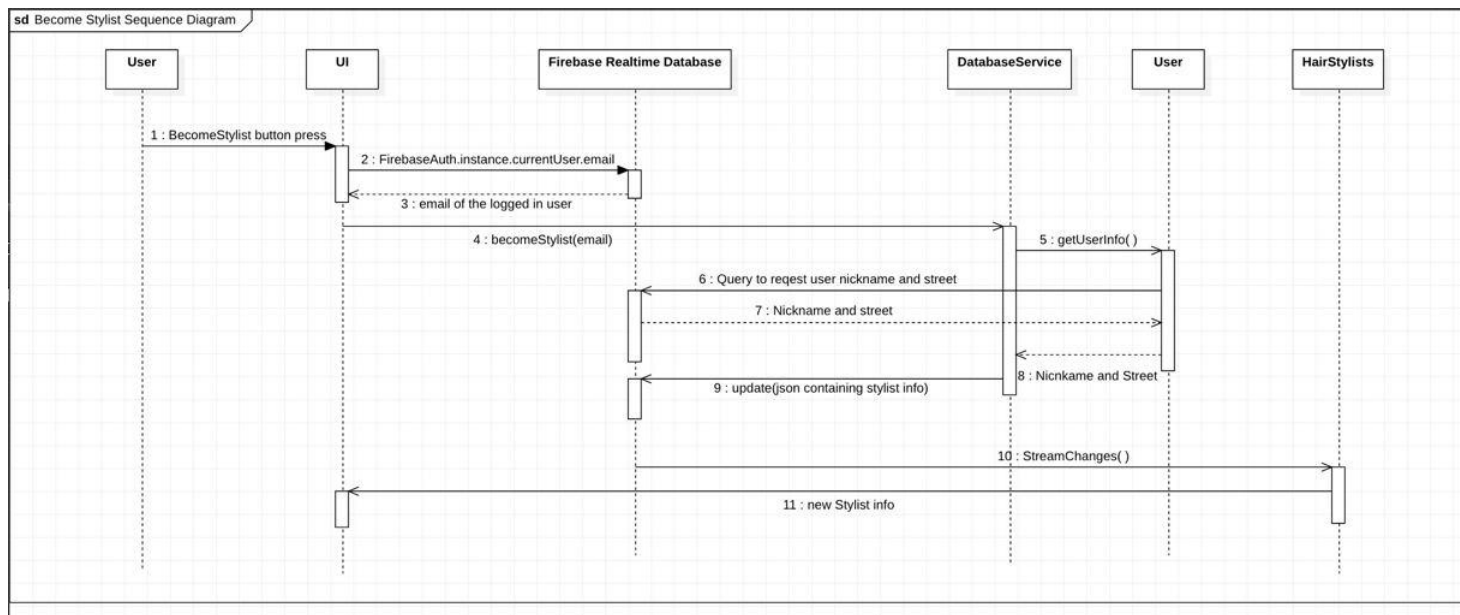 sd Become Stylist Sequence Diagram
User
UI
Firebase Realtime Database
DatabaseService
User
HairStylists
1 : BecomeStylist button press
2 : FirebaseAuth.instance.currentUser.email
3 : email of the logged in user
4 : becomeStylist(email)
5 : getUserInfo( )
6 : Query to reqest user nickname and street
7 : Nickname and street
8 : Nicnkame and Street
9 : update(json containing stylist info)
10 : StreamChanges( )
11 : new Stylist info